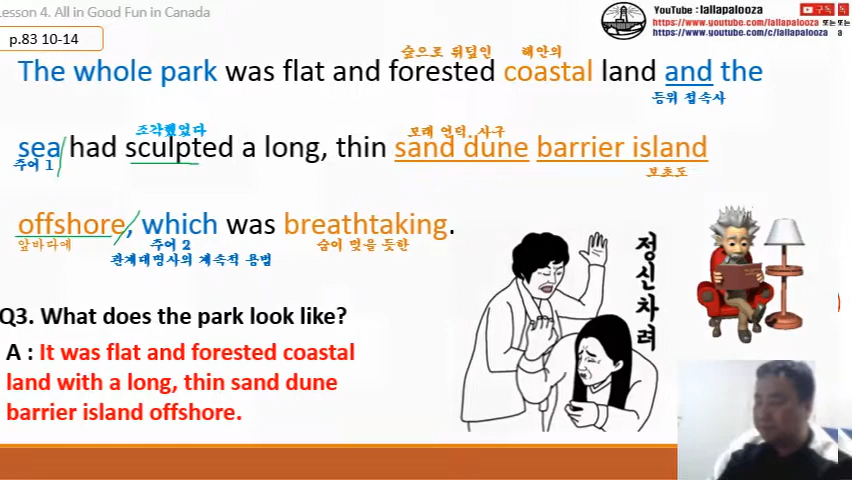 Lesson 4. All in Good Fun in Canada
YouTube : lallapalooza
구독
https://www.youtube.com/lallapalooza 또는
https://www.youtube.com/c/lallapalooza
p.83 10-14
숲으로 뒤덮인 해안의
The whole park was flat and forested coastal land and the
등위 접속사
조각했었다 모래 언덕, 사구
sea had sculpted a long, thin sand dune barrier island
주어 1 보초도
offshore, which was breathtaking.
앞바다에 주어 2 숨이 멎을 듯한
관계대명사의 계속적 용법
정신차려
Q3. What does the park look like?
A : It was flat and forested coastal
land with a long, thin sand dune
barrier island offshore.